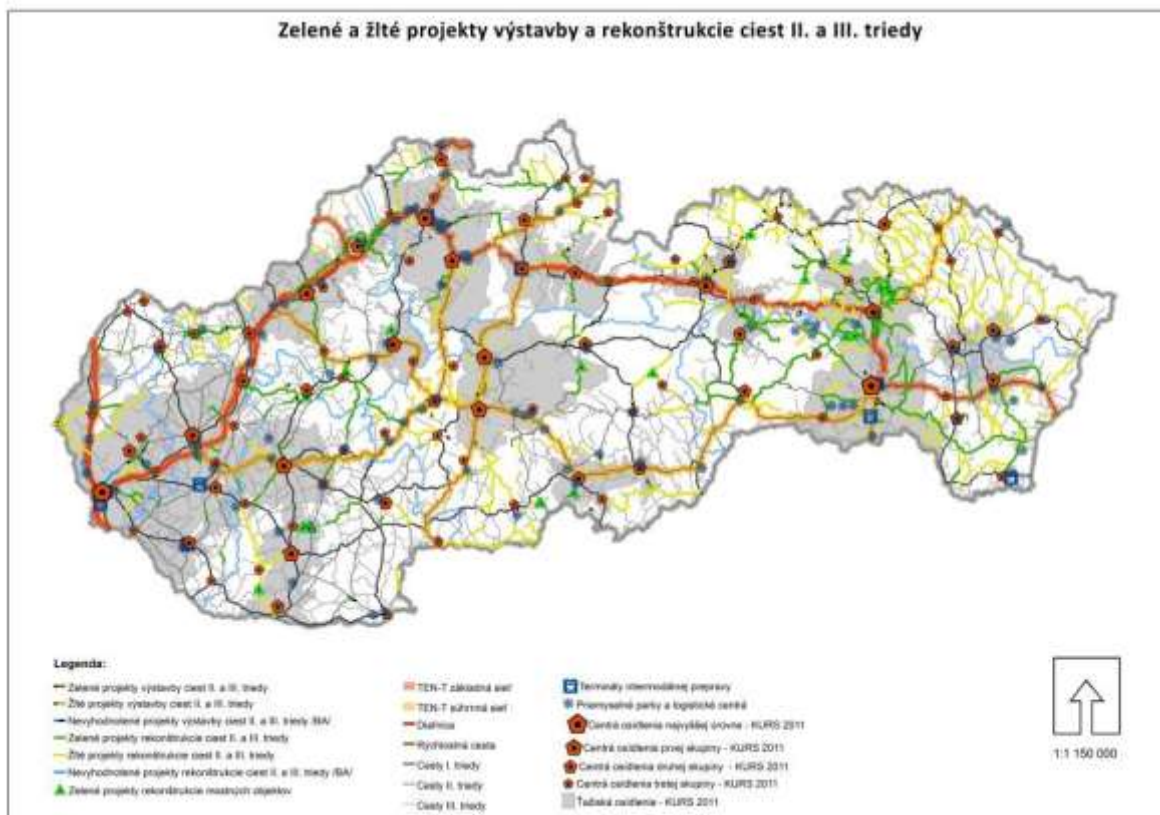 Zelené a žlté projekty výstavby a rekonštrukcie ciest II. a III. triedy
Legenda:
Zelené projekty výstavby ciest II. a III. triedy
Žlté projekty výstavby ciest II. a III. triedy
Nevyhodnotené projekty výstavby ciest II. a III. triedy /BA/
Zelené projekty rekonštrukcie ciest II. a III. triedy
Žlté projekty rekonštrukcie ciest II. a III. triedy
Nevyhodnotené projekty rekonštrukcie ciest II. a III. triedy /BA/
Zelené projekty rekonštrukcie mostných objektov
TEN-T základná sieť
TEN-T súhrnná sieť
Diaľnica
Rýchlostná cesta
Cesty I. triedy
Cesty II. triedy
Cesty III. triedy
Terminály intermodálnej prepravy
Priemyselné parky a logistické centrá
Centrá osídlenia najvyššej úrovne - KURS 2011
Centrá osídlenia prvej skupiny - KURS 2011
Centrá osídlenia druhej skupiny - KURS 2011
Centrá osídlenia tretej skupiny - KURS 2011
Ťažiská osídlenie - KURS 2011
1:1 150 000